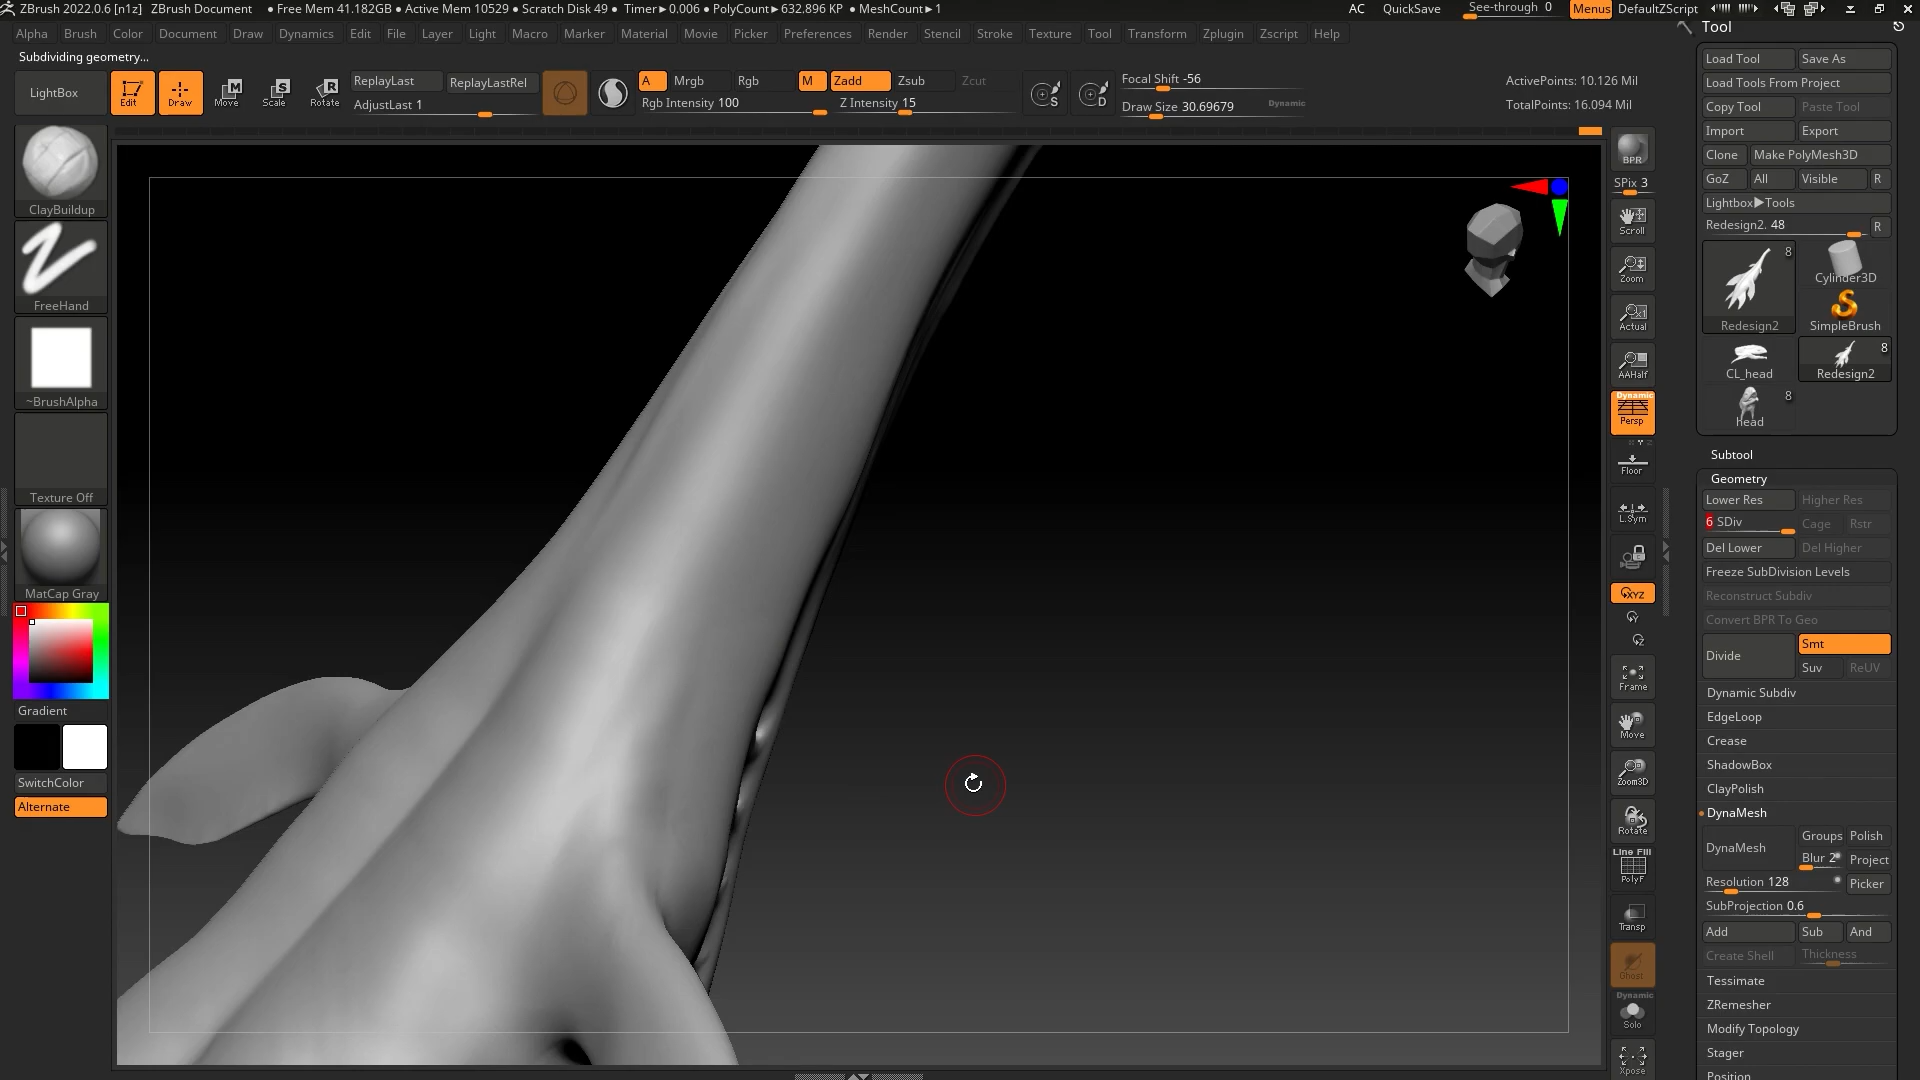 ZBrush 2022.0.6 [n1z] ZBrush Document ● Free Mem 41.182GB ● Active Mem 10529 ● Scratch Disk 49 ● Timer►0.006 ● PolyCount►632.896 KP ● MeshCount►1 AC QuickSave See-through 0 Menus DefaultZScript
Alpha Brush Color Document Draw Dynamics Edit File Layer Light Macro Marker Material Movie Picker Preferences Render Stencil Stroke Texture Tool Transform Zplugin Zscript Help
Subdividing geometry...
LightBox
Edit Draw Move Scale Rotate
ReplayLast ReplayLastRel
AdjustLast 1
A Mrgb Rgb M Zadd Zsub Zcut
Rgb Intensity 100 Z Intensity 15
S D
Focal Shift -56
Draw Size 30.69679 Dynamic
ActivePoints: 10.126 Mil
TotalPoints: 16.094 Mil
ClayBuildup
FreeHand
~BrushAlpha
Texture Off
MatCap Gray
Gradient
SwitchColor
Alternate
BPR
SPix 3
Scroll
Zoom
Actual
AAHalf
Dynamic
Persp
Floor
L.Sym
XYZ
Y
Z
Frame
Move
Zoom3D
Rotate
Line Fill
PolyF
Transp
Ghost
Dynamic
Solo
Xpose
Tool
Load Tool Save As
Load Tools From Project
Copy Tool Paste Tool
Import Export
Clone Make PolyMesh3D
GoZ All Visible R
Lightbox►Tools
Redesign2. 48 R
8
Redesign2
Cylinder3D
SimpleBrush
CL_head
8
Redesign2
8
head
Subtool
Geometry
Lower Res Higher Res
6 SDiv Cage Rstr
Del Lower Del Higher
Freeze SubDivision Levels
Reconstruct Subdiv
Convert BPR To Geo
Divide Smt
Suv ReUV
Dynamic Subdiv
EdgeLoop
Crease
ShadowBox
ClayPolish
DynaMesh
DynaMesh Groups Polish
Blur 2 Project
Resolution 128 Picker
SubProjection 0.6
Add Sub And
Create Shell Thickness
Tessimate
ZRemesher
Modify Topology
Stager
Position